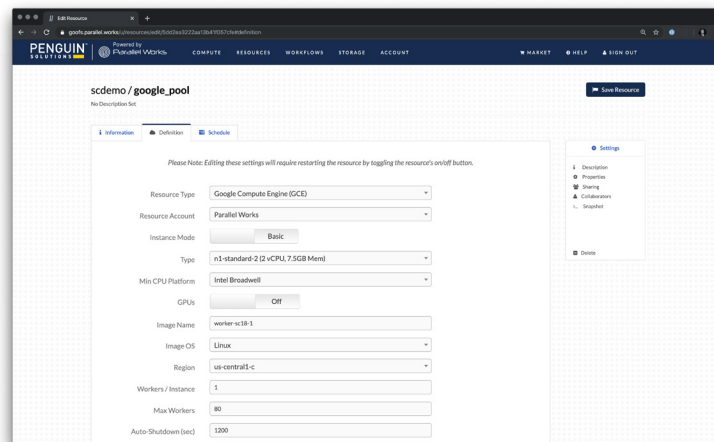 Edit Resource
goofs.parallel.works/u/resources/edit/5dd2ea3222aa13b41f057cfe#definition
PENGUIN
SOLUTIONS
Powered by
Parallel Works
COMPUTE RESOURCES WORKFLOWS STORAGE ACCOUNT
MARKET HELP SIGN OUT
scdemo / google_pool
No Description Set
Save Resource
Information Definition Schedule
Settings
Please Note: Editing these settings will require restarting the resource by toggling the resource's on/off button.
Description
Properties
Sharing
Collaborators
Snapshot
Delete
Resource Type Google Compute Engine (GCE)
Resource Account Parallel Works
Instance Mode Basic
Type n1-standard-2 (2 vCPU, 7.5GB Mem)
Min CPU Platform Intel Broadwell
GPUs Off
Image Name worker-sc18-1
Image OS Linux
Region us-central1-c
Workers / Instance 1
Max Workers 80
Auto-Shutdown (sec) 1200